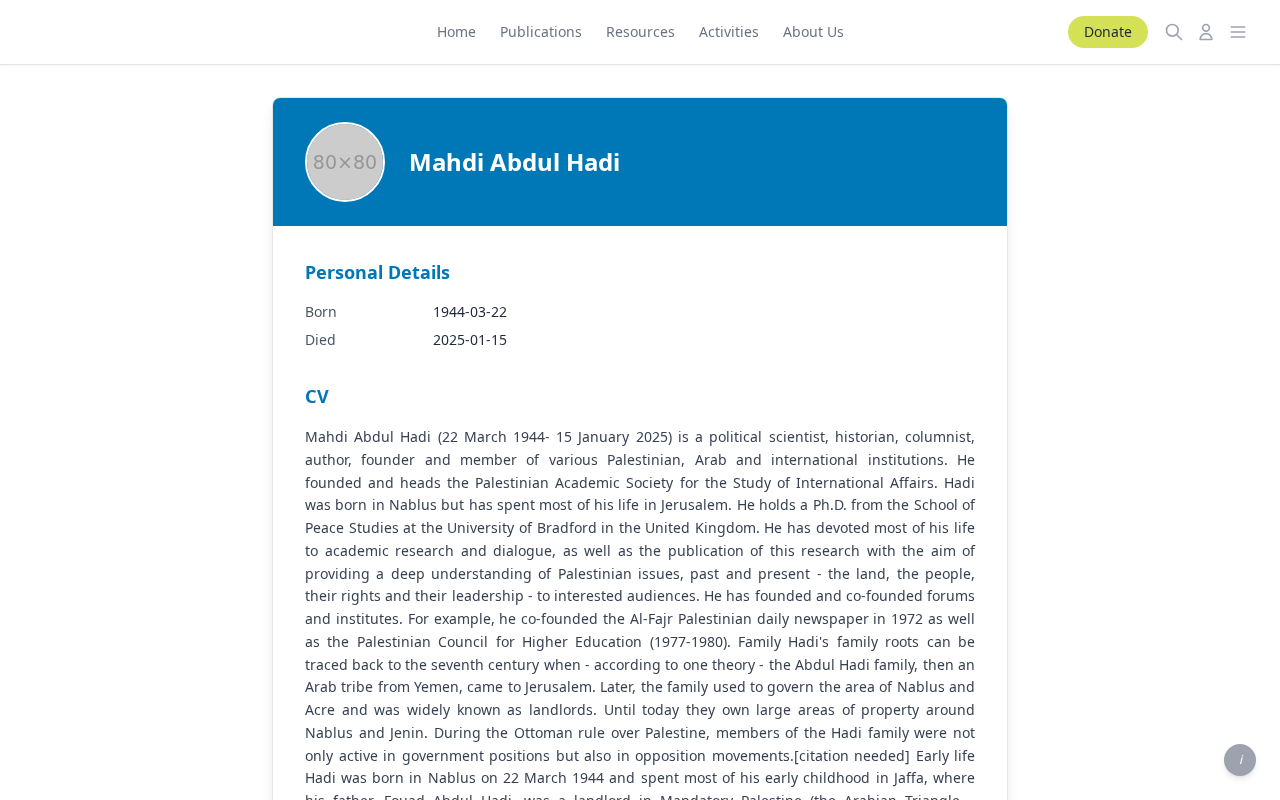 Home Publications Resources Activities About Us Donate
80×80
Mahdi Abdul Hadi
Personal Details
Born 1944-03-22
Died 2025-01-15
CV
Mahdi Abdul Hadi (22 March 1944- 15 January 2025) is a political scientist, historian, columnist,
author, founder and member of various Palestinian, Arab and international institutions. He
founded and heads the Palestinian Academic Society for the Study of International Affairs. Hadi
was born in Nablus but has spent most of his life in Jerusalem. He holds a Ph.D. from the School of
Peace Studies at the University of Bradford in the United Kingdom. He has devoted most of his life
to academic research and dialogue, as well as the publication of this research with the aim of
providing a deep understanding of Palestinian issues, past and present - the land, the people,
their rights and their leadership - to interested audiences. He has founded and co-founded forums
and institutes. For example, he co-founded the Al-Fajr Palestinian daily newspaper in 1972 as well
as the Palestinian Council for Higher Education (1977-1980). Family Hadi's family roots can be
traced back to the seventh century when - according to one theory - the Abdul Hadi family, then an
Arab tribe from Yemen, came to Jerusalem. Later, the family used to govern the area of Nablus and
Acre and was widely known as landlords. Until today they own large areas of property around
Nablus and Jenin. During the Ottoman rule over Palestine, members of the Hadi family were not
only active in government positions but also in opposition movements.[citation needed] Early life
Hadi was born in Nablus on 22 March 1944 and spent most of his early childhood in Jaffa, where
his father, Fouad Abdul Hadi, was a landlord in Mandatory Palestine (the Arabian Triangle
i